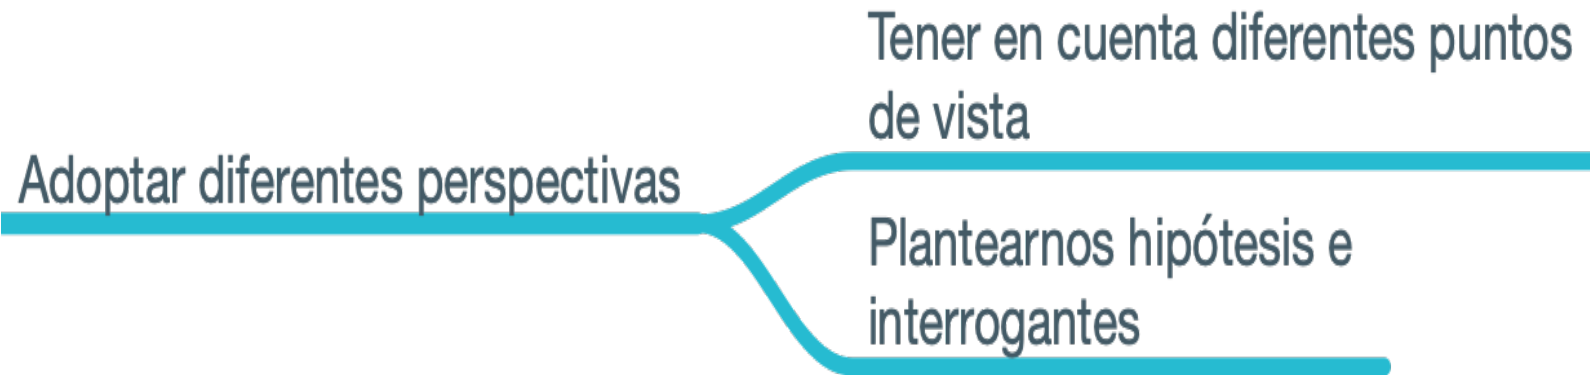 Adoptar diferentes perspectivas
Tener en cuenta diferentes puntos
de vista
Plantearnos hipótesis e
interrogantes